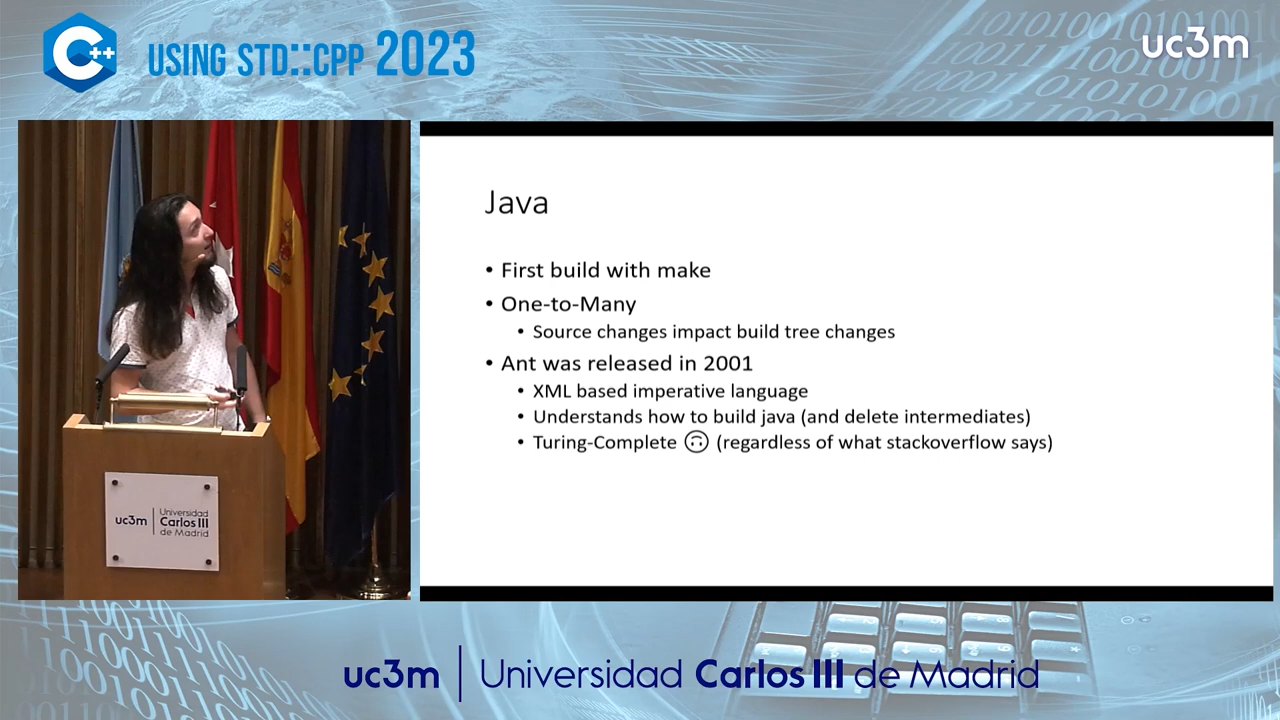 C++
USING STD::CPP 2023
uc3m
Java
• First build with make
• One-to-Many
• Source changes impact build tree changes
• Ant was released in 2001
• XML based imperative language
• Understands how to build java (and delete intermediates)
• Turing-Complete 🙃 (regardless of what stackoverflow says)
uc3m | Universidad
Carlos III
de Madrid
uc3m | Universidad Carlos III de Madrid